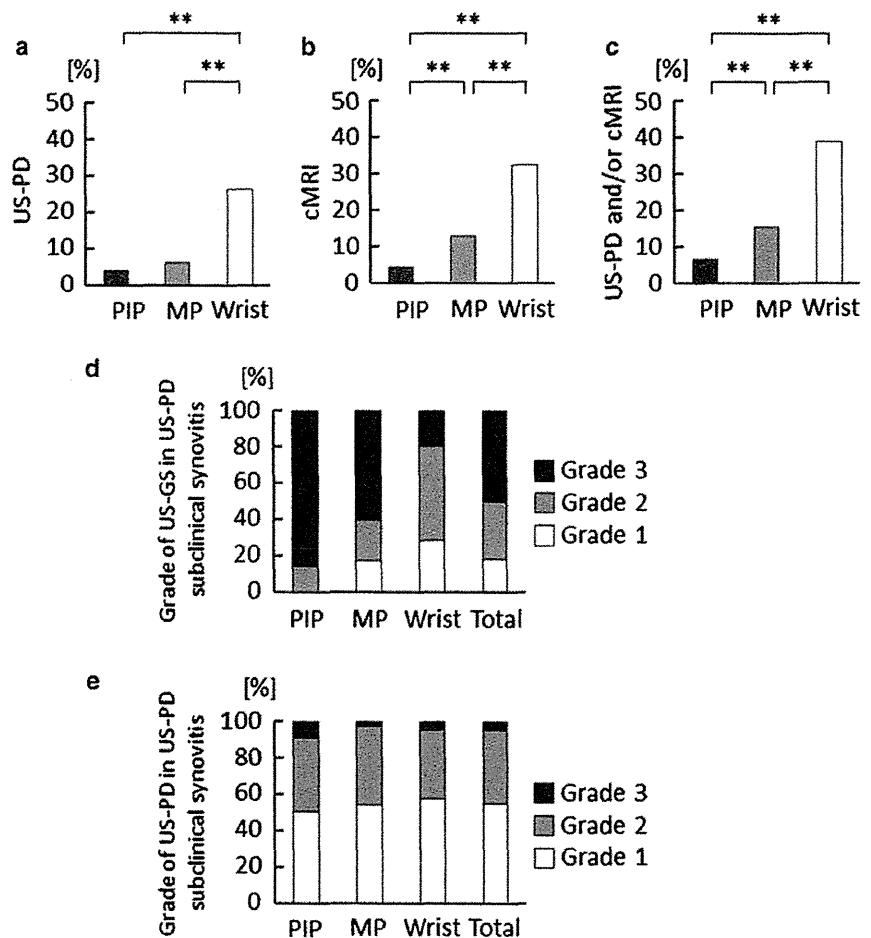 a
**
**
[%]
US-PD
50
40
30
20
10
0
PIP MP Wrist
b
**
**
**
[%]
cMRI
50
40
30
20
10
0
PIP MP Wrist
c
**
**
**
[%]
US-PD and/or cMRI
50
40
30
20
10
0
PIP MP Wrist
d
[%]
Grade of US-GS in US-PD
subclinical synovitis
100
80
60
40
20
0
PIP MP Wrist Total
Grade 3
Grade 2
Grade 1
e
[%]
Grade of US-PD in US-PD
subclinical synovitis
100
80
60
40
20
0
PIP MP Wrist Total
Grade 3
Grade 2
Grade 1